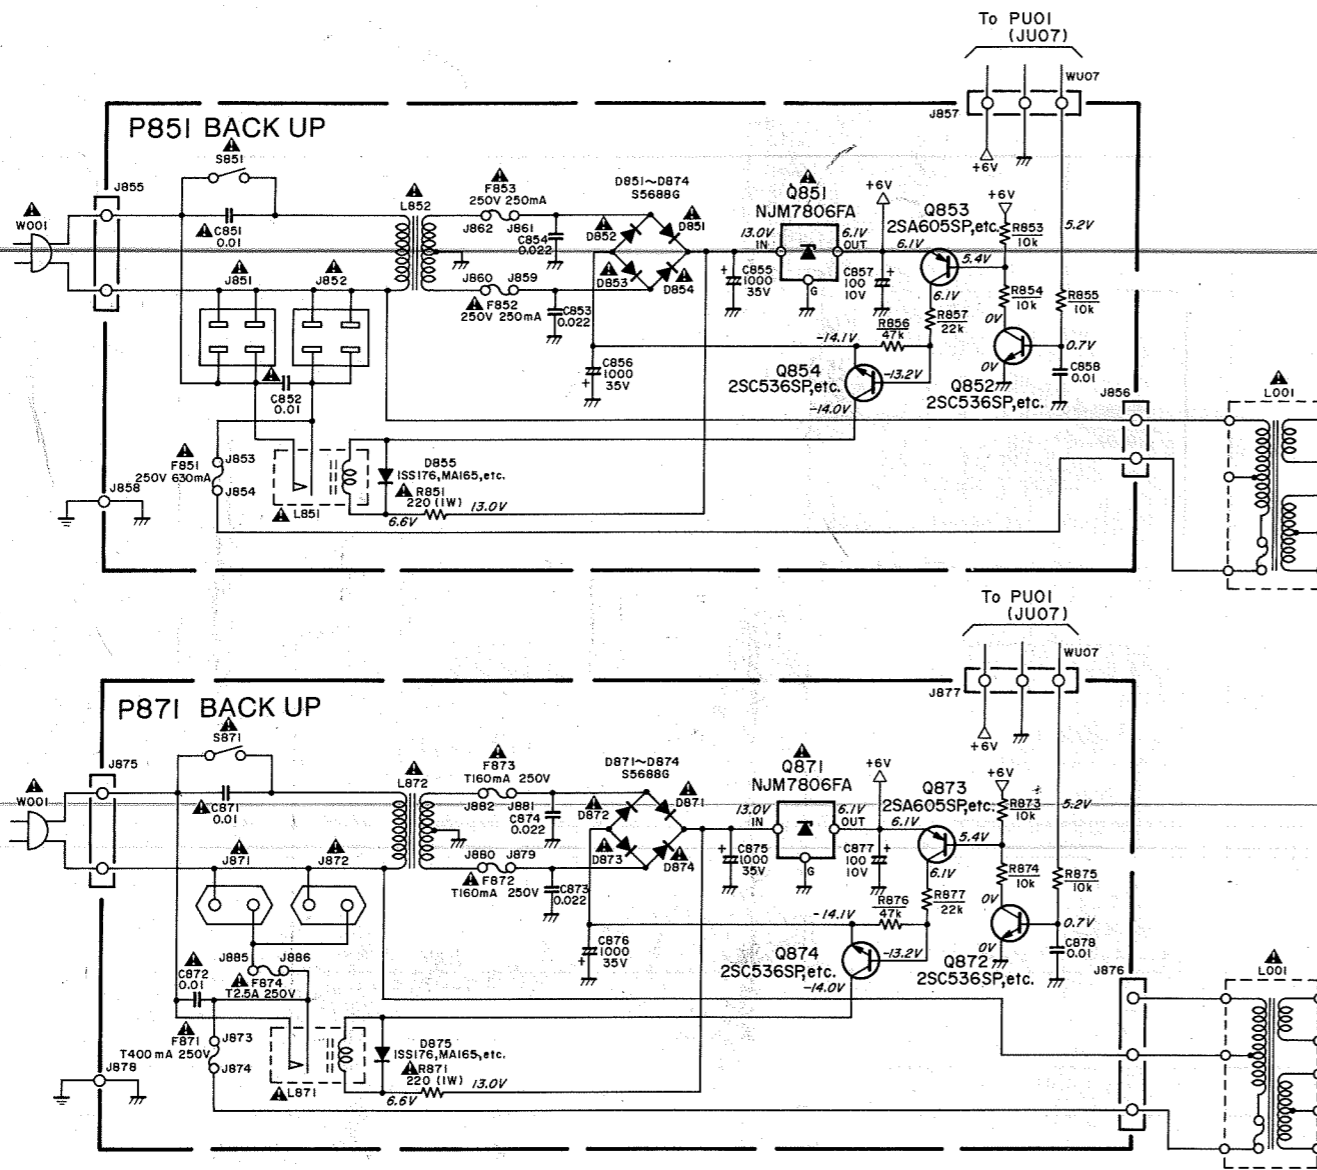 To PU01
(JU07)
WU07
J857
P851 BACK UP
+6V
S851
J855
W001
C851
0.01
J851
J852
L852
F853
250V 250mA
J862 J861
C854
0.022
J860 J859
F852
250V 250mA
C853
0.022
D851~D874
S5688G
D852
D851
D853
D854
Q851
NJM7806FA
13.0V
IN
6.1V
OUT
G
C855
1000
35V
C857
100
10V
+6V
6.1V
Q853
2SA605SP,etc.
+6V
R853
10k
5.2V
5.4V
6.1V
R854
10k
R855
10k
R857
22k
R856
47k
0V
0.7V
0V
C858
0.01
Q852
2SC536SP,etc.
-14.1V
Q854
2SC536SP,etc.
-13.2V
-14.0V
C856
1000
35V
C852
0.01
J856
L001
F851
250V 630mA
J853
J854
J858
L851
D855
ISS176,MA165,etc.
R851
220 (1W)
13.0V
6.6V
To PU01
(JU07)
WU07
J877
P871 BACK UP
+6V
S871
J875
W001
C871
0.01
J871
J872
L872
F873
T160mA 250V
J882 J881
C874
0.022
J880 J879
F872
T160mA 250V
C873
0.022
D871~D874
S5688G
D872
D871
D873
D874
Q871
NJM7806FA
13.0V
IN
6.1V
OUT
G
C875
1000
35V
C877
100
10V
+6V
6.1V
Q873
2SA605SP,etc.
+6V
R873
10k
5.2V
5.4V
6.1V
R874
10k
R875
10k
R877
22k
R876
47k
0V
0.7V
0V
C878
0.01
Q872
2SC536SP,etc.
-14.1V
Q874
2SC536SP,etc.
-13.2V
-14.0V
C876
1000
35V
J885 J886
F874
T2.5A 250V
C872
0.01
J876
L001
F871
T400mA 250V
J873
J874
J878
L871
D875
ISS176,MA165,etc.
R871
220 (1W)
13.0V
6.6V